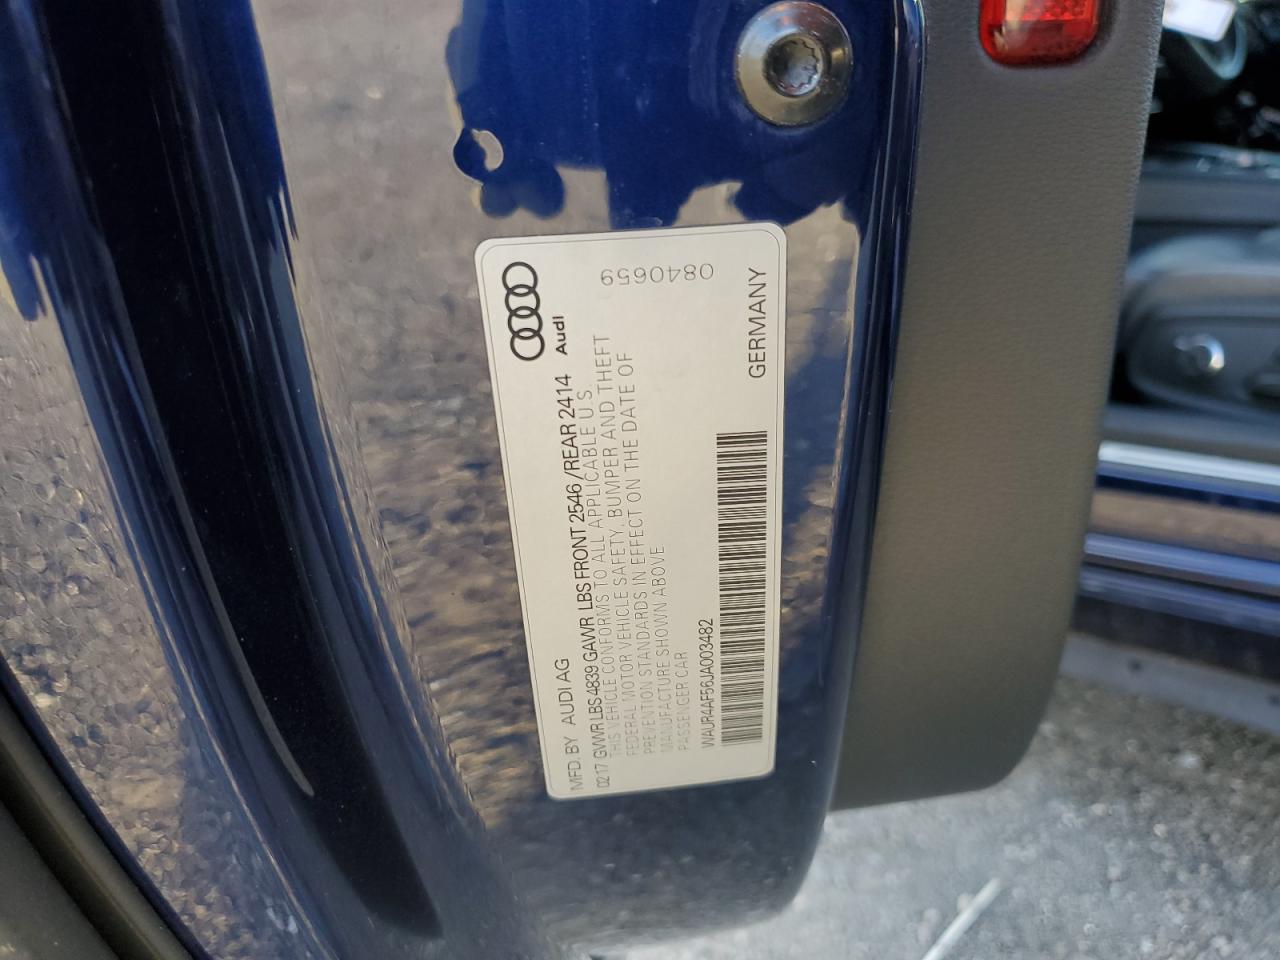 Audi
MFD. BY AUDI AG
02 17 GVWR LBS 4839 GAWR LBS FRONT 2546 / REAR 2414
THIS VEHICLE CONFORMS TO ALL APPLICABLE U.S
FEDERAL MOTOR VEHICLE SAFETY. BUMPER AND THEFT
PREVENTION STANDARDS IN EFFECT ON THE DATE OF
MANUFACTURE SHOWN ABOVE
PASSENGER CAR
WAUR4AF56JA003482
0840659
GERMANY